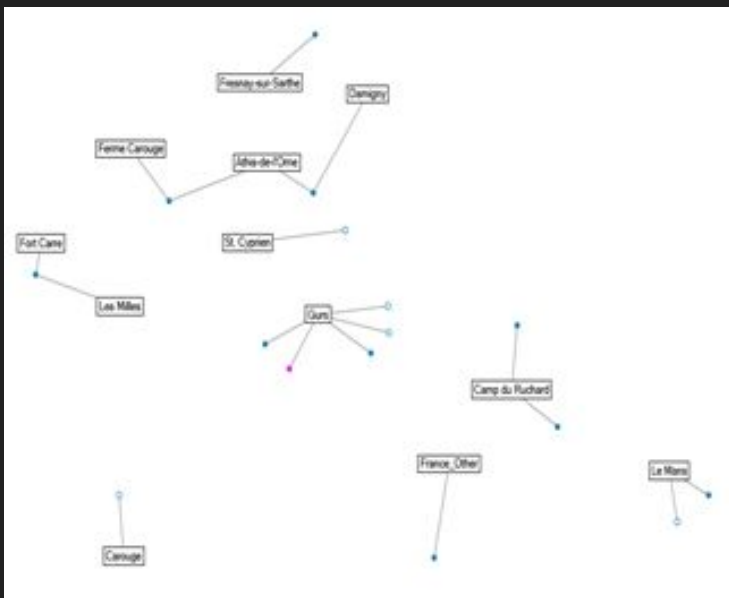 Fresnay-sur-Sarthe
Damigny
Ferme Carouge
Athis-de-l'Orne
Fort Carre
St. Cyprien
Les Milles
Gurs
Camp du Ruchard
France_Other
Le Mans
Carouge